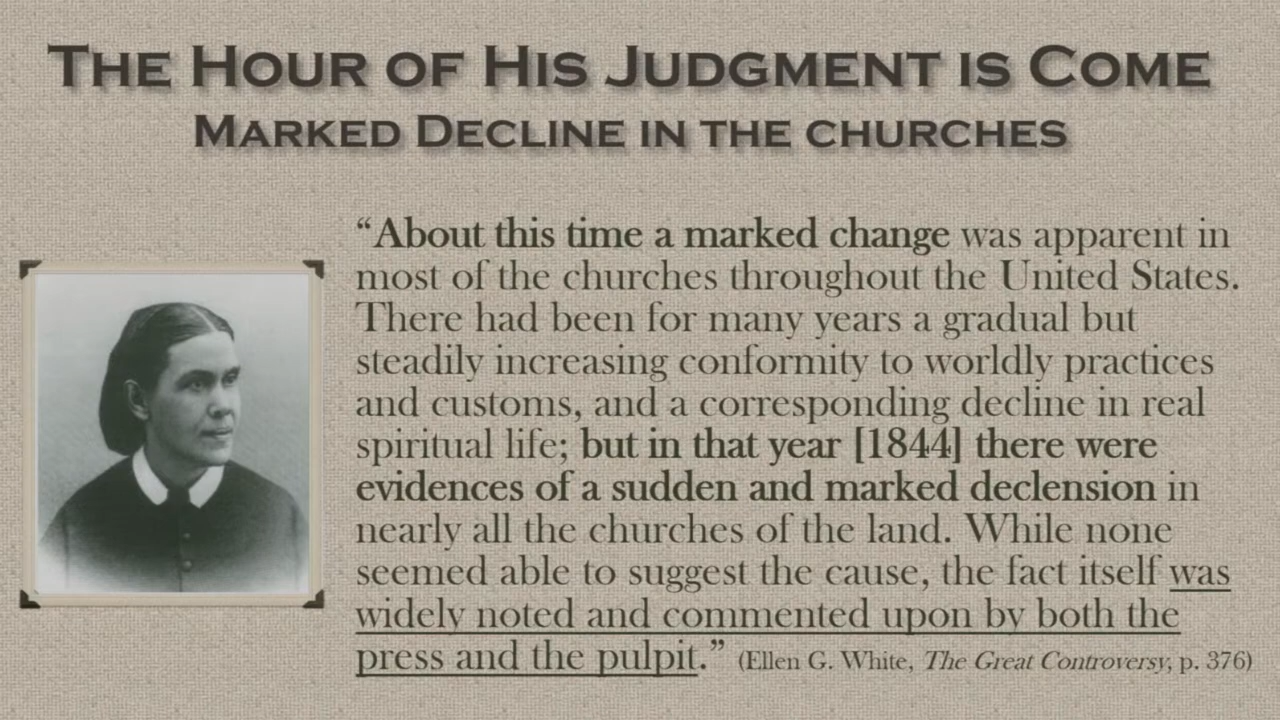 The Hour of His Judgment is Come
Marked Decline in the churches
“About this time a marked change was apparent in
most of the churches throughout the United States.
There had been for many years a gradual but
steadily increasing conformity to worldly practices
and customs, and a corresponding decline in real
spiritual life; but in that year [1844] there were
evidences of a sudden and marked declension in
nearly all the churches of the land. While none
seemed able to suggest the cause, the fact itself was
widely noted and commented upon by both the
press and the pulpit.” (Ellen G. White, The Great Controversy, p. 376)